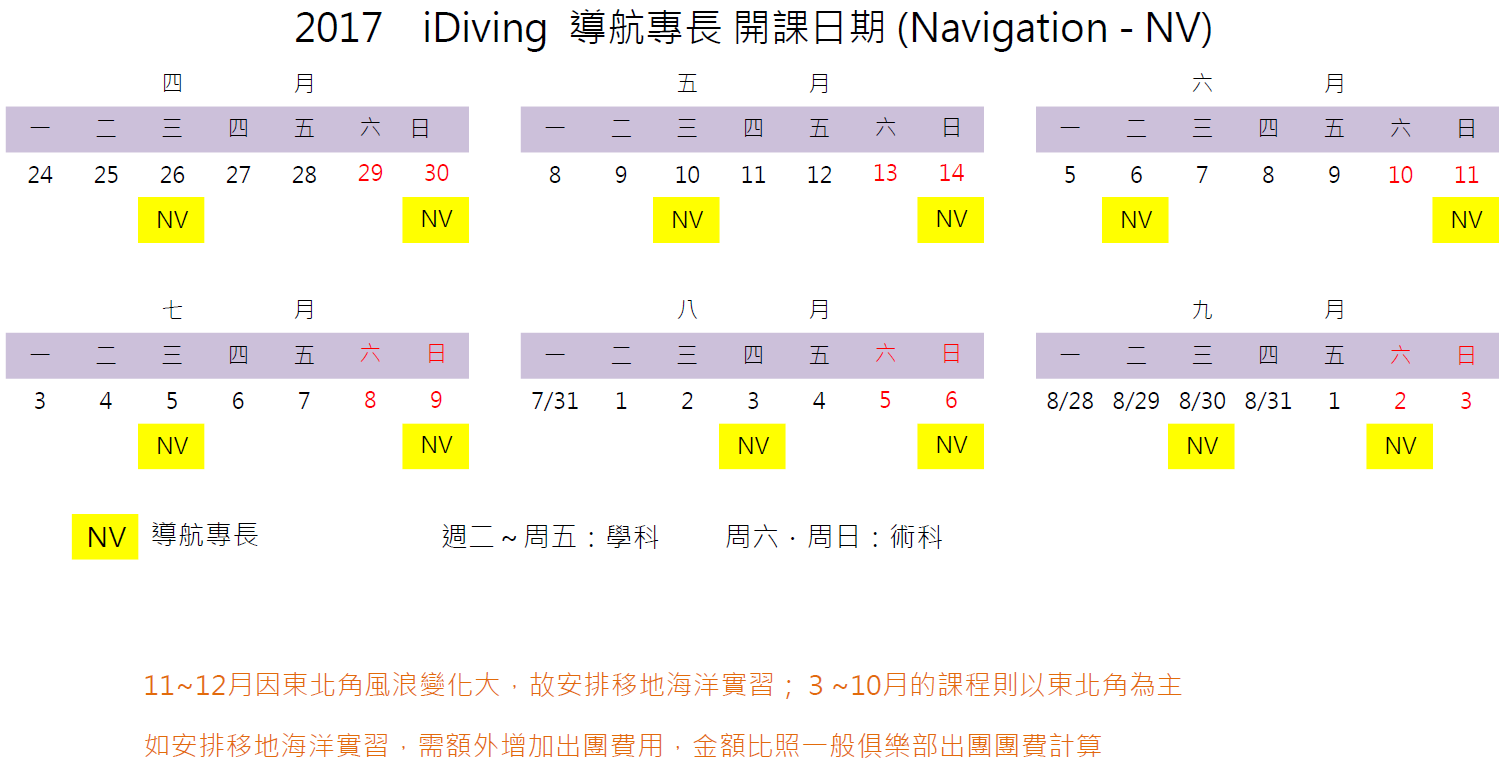 2017 iDiving 導航專長 開課日期 (Navigation - NV)
四 月 五 月 六 月
一 二 三 四 五 六 日 一 二 三 四 五 六 日 一 二 三 四 五 六 日
24 25 26 27 28 29 30 8 9 10 11 12 13 14 5 6 7 8 9 10 11
NV NV NV NV NV NV
七 月 八 月 九 月
一 二 三 四 五 六 日 一 二 三 四 五 六 日 一 二 三 四 五 六 日
3 4 5 6 7 8 9 7/31 1 2 3 4 5 6 8/28 8/29 8/30 8/31 1 2 3
NV NV NV NV NV NV
NV 導航專長 週二~周五：學科 周六．周日：術科
11~12月因東北角風浪變化大，故安排移地海洋實習； 3 ~10月的課程則以東北角為主
如安排移地海洋實習，需額外增加出團費用，金額比照一般俱樂部出團團費計算